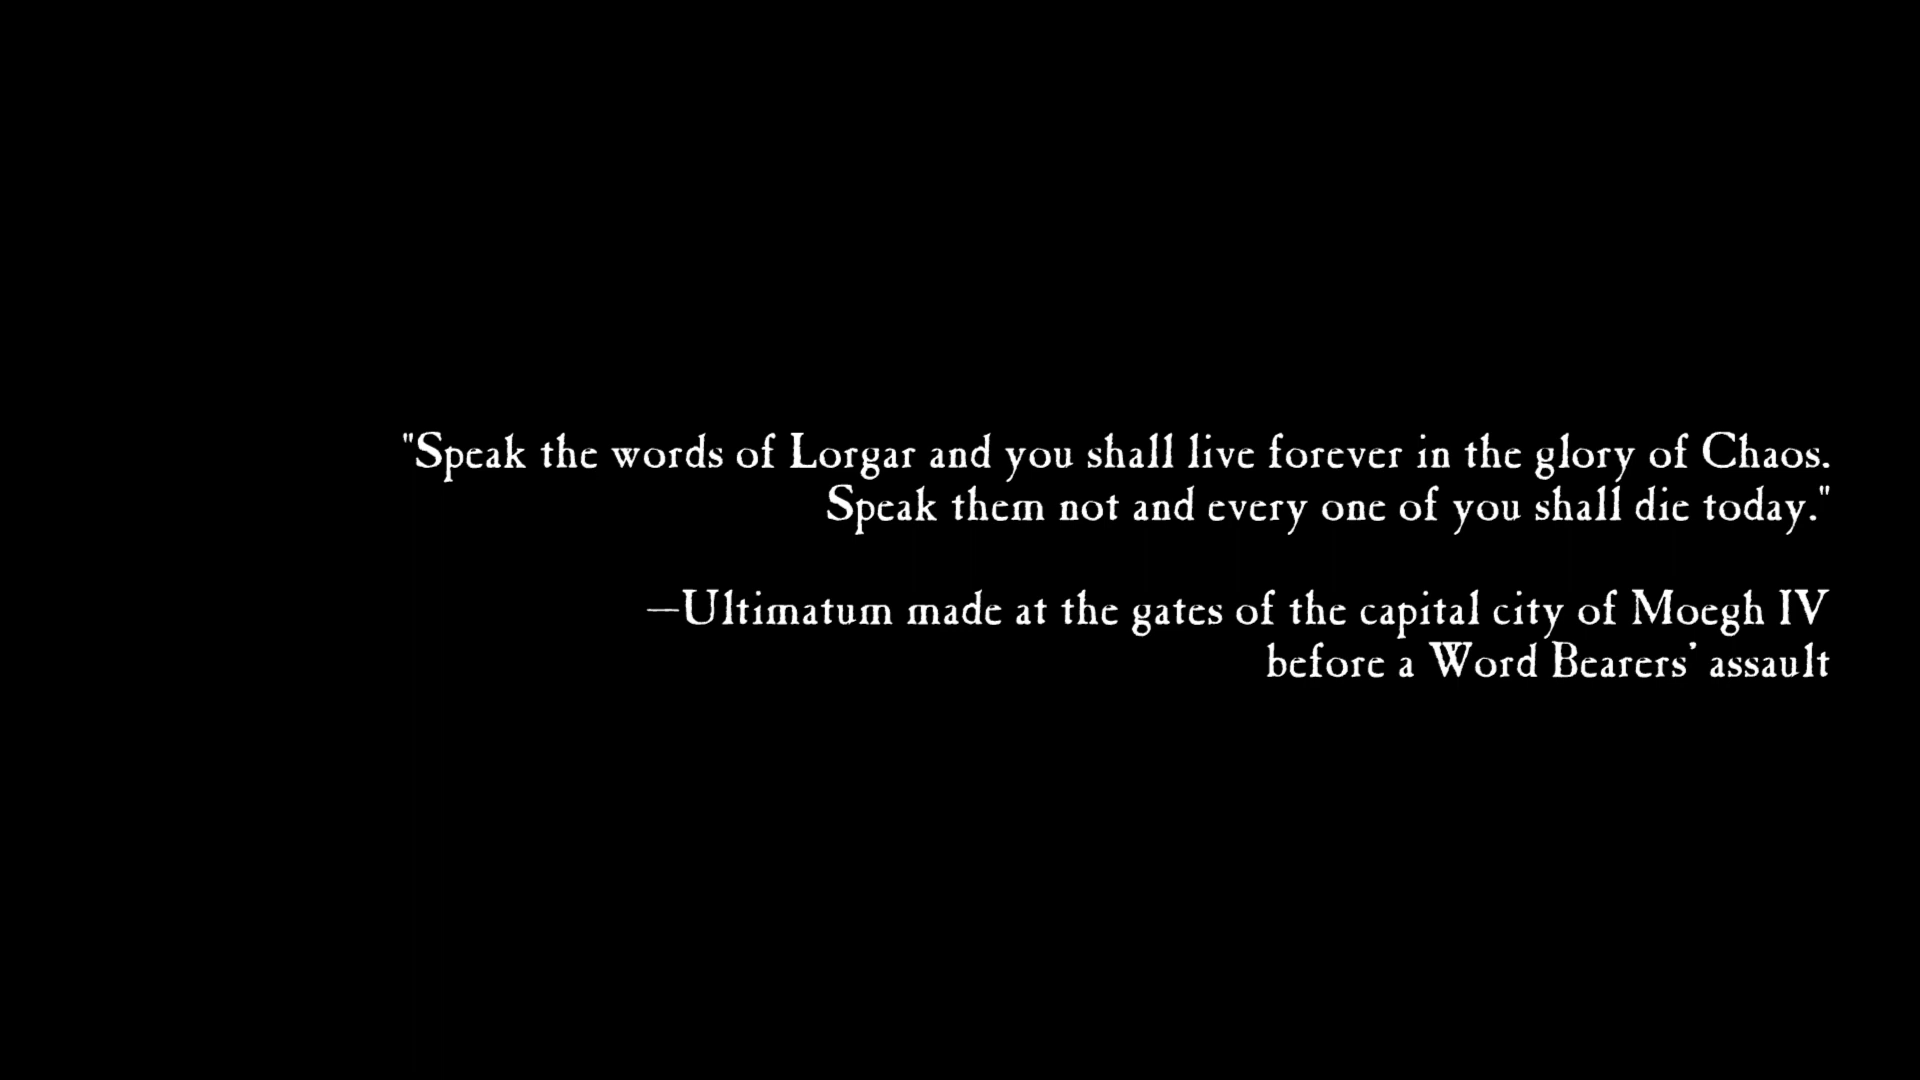 "Speak the words of Lorgar and you shall live forever in the glory of Chaos.
Speak them not and every one of you shall die today."
—Ultimatum made at the gates of the capital city of Moegh IV
before a Word Bearers’ assault